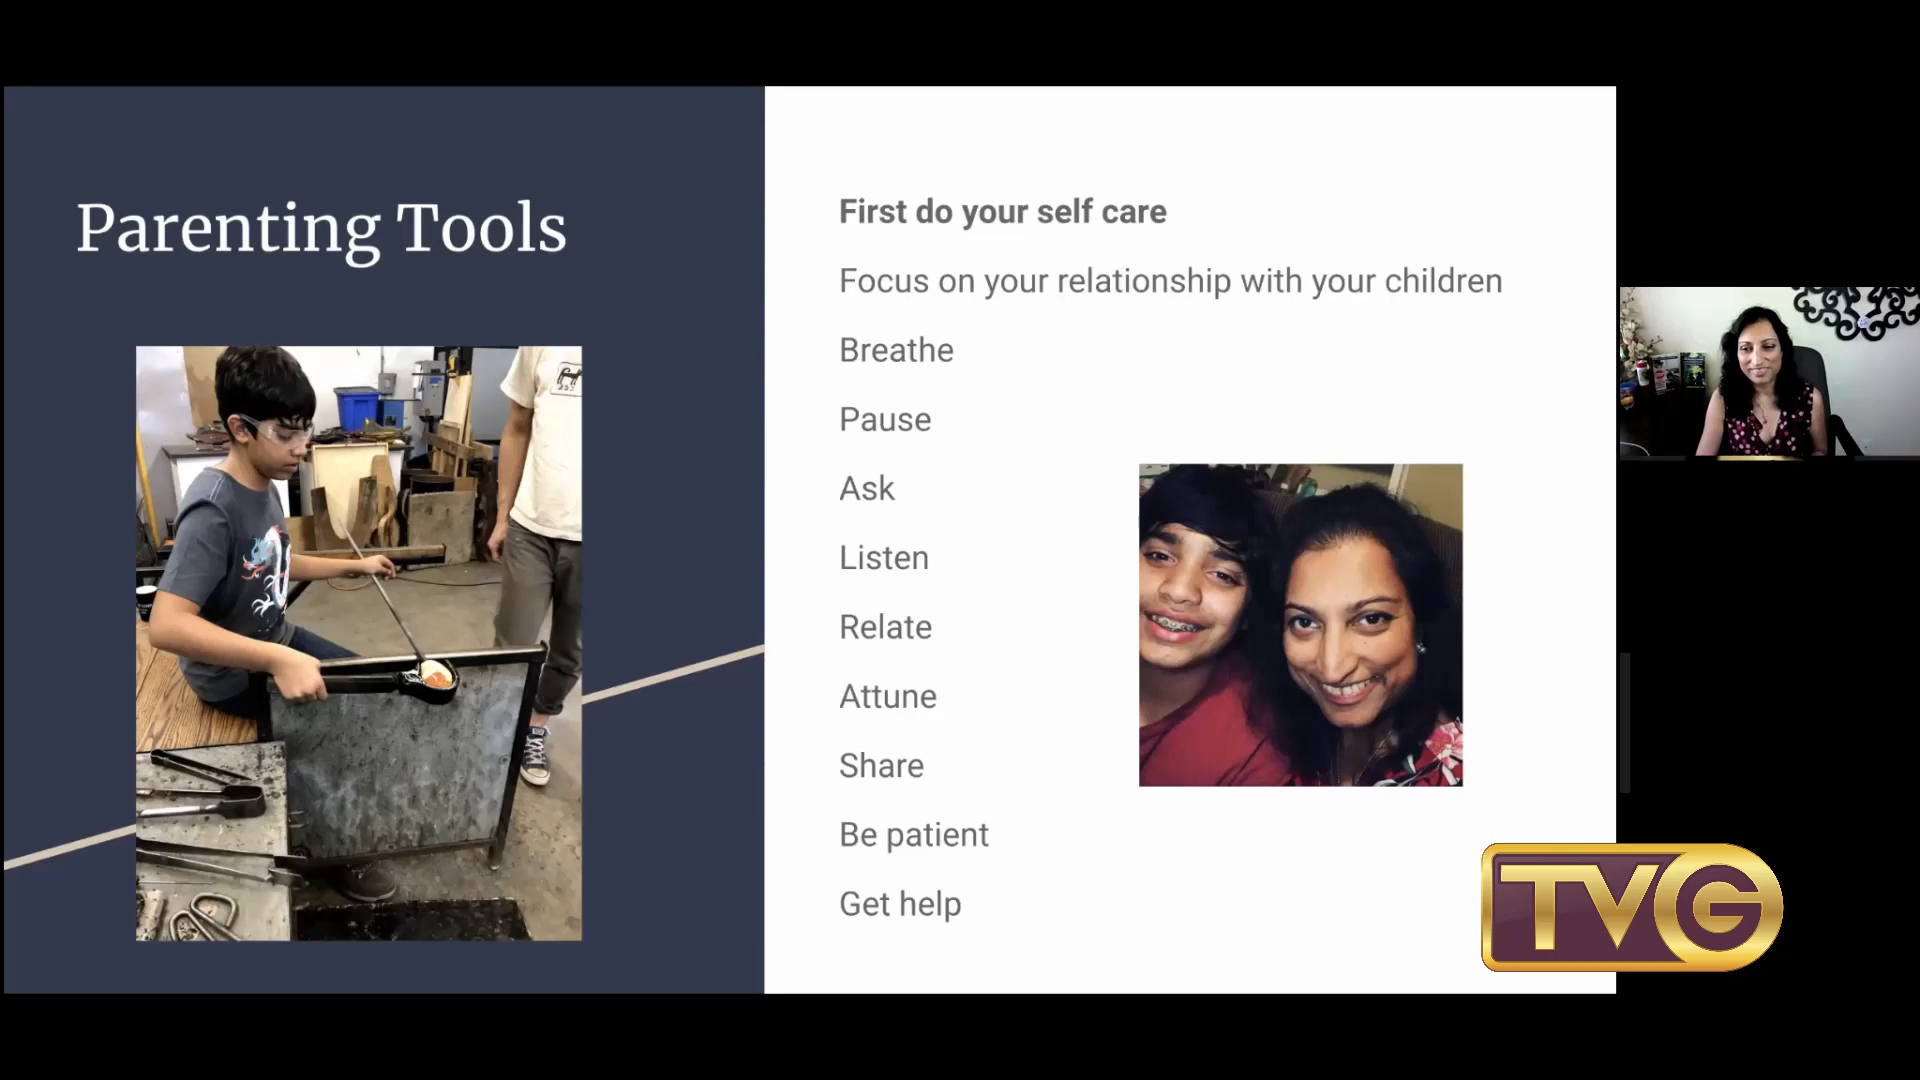 Parenting Tools
First do your self care
Focus on your relationship with your children
Breathe
Pause
Ask
Listen
Relate
Attune
Share
Be patient
Get help
TVG